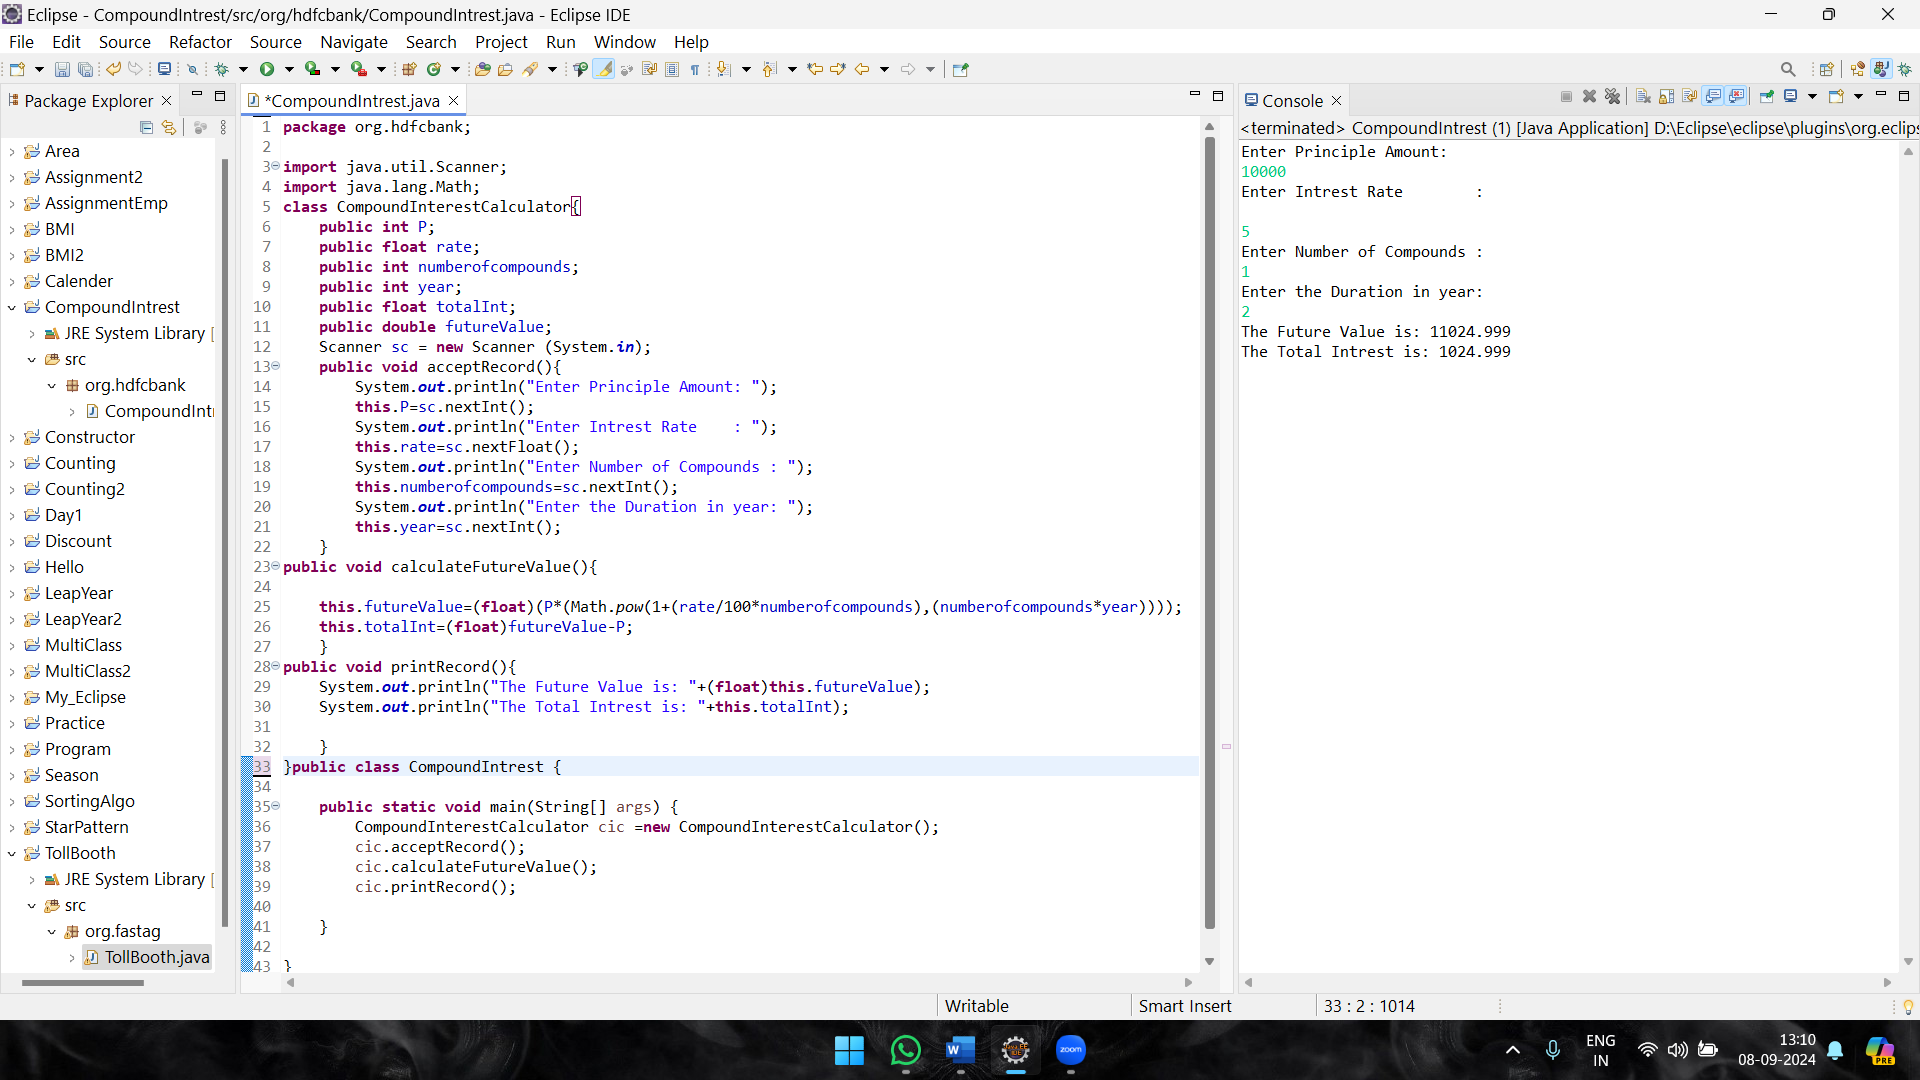 Eclipse - CompoundIntrest/src/org/hdfcbank/CompoundIntrest.java - Eclipse IDE
File Edit Source Refactor Source Navigate Search Project Run Window Help
Package Explorer
Area
Assignment2
AssignmentEmp
BMI
BMI2
Calender
CompoundIntrest
JRE System Library [
src
org.hdfcbank
CompoundInt
Constructor
Counting
Counting2
Day1
Discount
Hello
LeapYear
LeapYear2
MultiClass
MultiClass2
My_Eclipse
Practice
Program
Season
SortingAlgo
StarPattern
TollBooth
JRE System Library [
src
org.fastag
TollBooth.java
*CompoundIntrest.java
1 package org.hdfcbank;
2
3 import java.util.Scanner;
4 import java.lang.Math;
5 class CompoundInterestCalculator{
6     public int P;
7     public float rate;
8     public int numberofcompounds;
9     public int year;
10     public float totalInt;
11     public double futureValue;
12     Scanner sc = new Scanner (System.in);
13     public void acceptRecord(){
14         System.out.println("Enter Principle Amount: ");
15         this.P=sc.nextInt();
16         System.out.println("Enter Intrest Rate    : ");
17         this.rate=sc.nextFloat();
18         System.out.println("Enter Number of Compounds : ");
19         this.numberofcompounds=sc.nextInt();
20         System.out.println("Enter the Duration in year: ");
21         this.year=sc.nextInt();
22     }
23 public void calculateFutureValue(){
24
25     this.futureValue=(float)(P*(Math.pow(1+(rate/100*numberofcompounds),(numberofcompounds*year))));
26     this.totalInt=(float)futureValue-P;
27     }
28 public void printRecord(){
29     System.out.println("The Future Value is: "+(float)this.futureValue);
30     System.out.println("The Total Intrest is: "+this.totalInt);
31
32     }
33 }public class CompoundIntrest {
34
35     public static void main(String[] args) {
36         CompoundInterestCalculator cic =new CompoundInterestCalculator();
37         cic.acceptRecord();
38         cic.calculateFutureValue();
39         cic.printRecord();
40
41     }
42
43 }
Console
<terminated> CompoundIntrest (1) [Java Application] D:\Eclipse\eclipse\plugins\org.eclips
Enter Principle Amount:
10000
Enter Intrest Rate        :
5
Enter Number of Compounds :
1
Enter the Duration in year:
2
The Future Value is: 11024.999
The Total Intrest is: 1024.999
Writable Smart Insert 33 : 2 : 1014
zoom
ENG
IN
13:10
08-09-2024
PRE